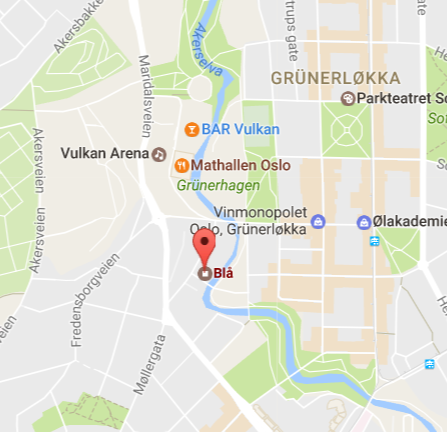 Akersbakke
Akerselva
trups gate
Maridalsveien
GRÜNERLØKKA
Parkteatret Sc
BAR Vulkan
Vulkan Arena
Mathallen Oslo
Grünerhagen
Akersveien
Akersveien
Vinmonopolet
Oslo, Grünerløkka
Ølakademie
Blå
Fredensborgveien
Møllergata